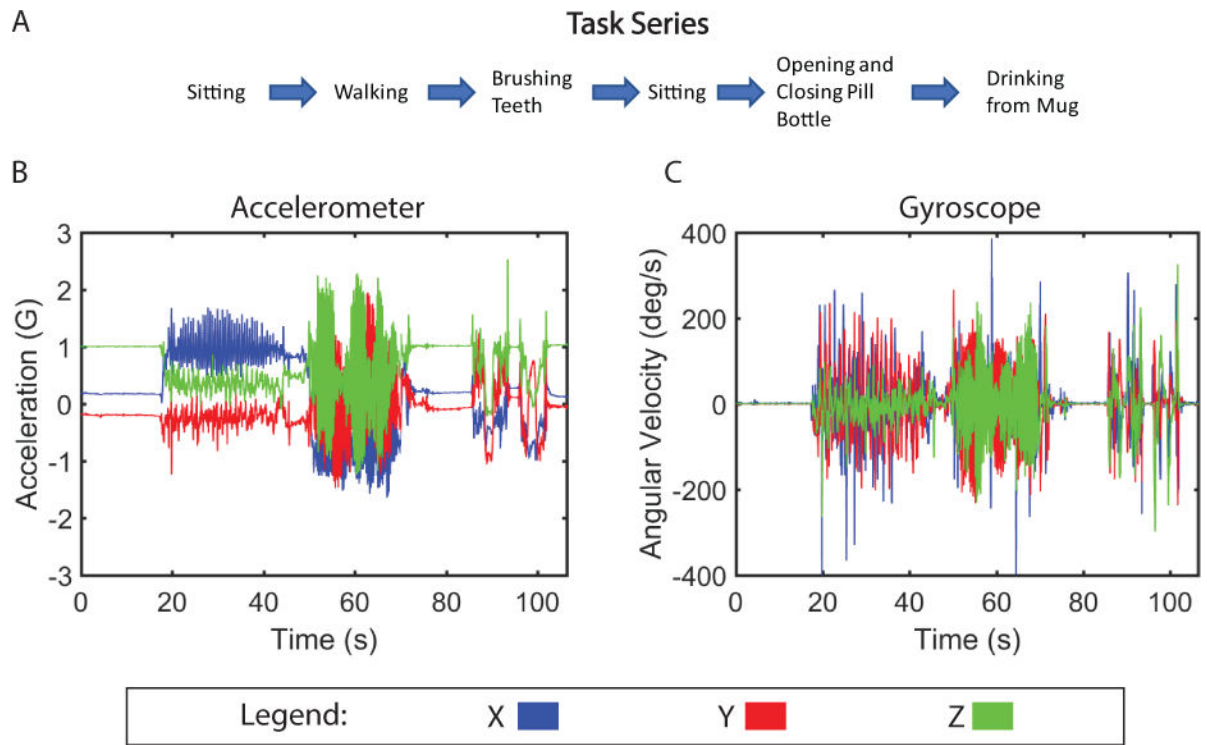 A
Task Series
Sitting
Walking
Brushing
Teeth
Sitting
Opening and
Closing Pill
Bottle
Drinking
from Mug
B
Accelerometer
Acceleration (G)
3
2
1
0
-1
-2
-3
0 20 40 60 80 100
Time (s)
C
Gyroscope
Angular Velocity (deg/s)
400
200
0
-200
-400
0 20 40 60 80 100
Time (s)
Legend: X Y Z